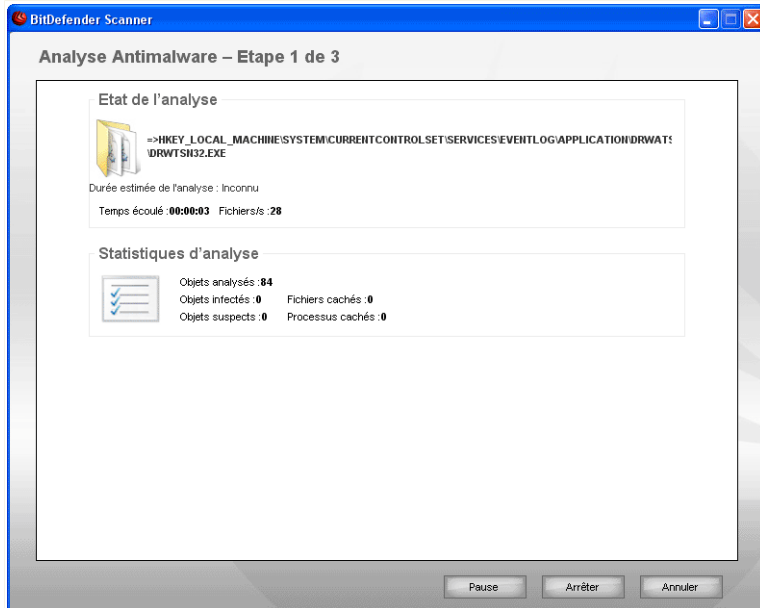 BitDefender Scanner
Analyse Antimalware – Etape 1 de 3
Etat de l'analyse
=>HKEY_LOCAL_MACHINE\SYSTEM\CURRENTCONTROLSET\SERVICES\EVENTLOG\APPLICATION\DRWATS
\DRWTSN32.EXE
Durée estimée de l'analyse : Inconnu
Temps écoulé :00:00:03 Fichiers/s :28
Statistiques d'analyse
Objets analysés :84
Objets infectés :0 Fichiers cachés :0
Objets suspects :0 Processus cachés :0
Pause Arrêter Annuler